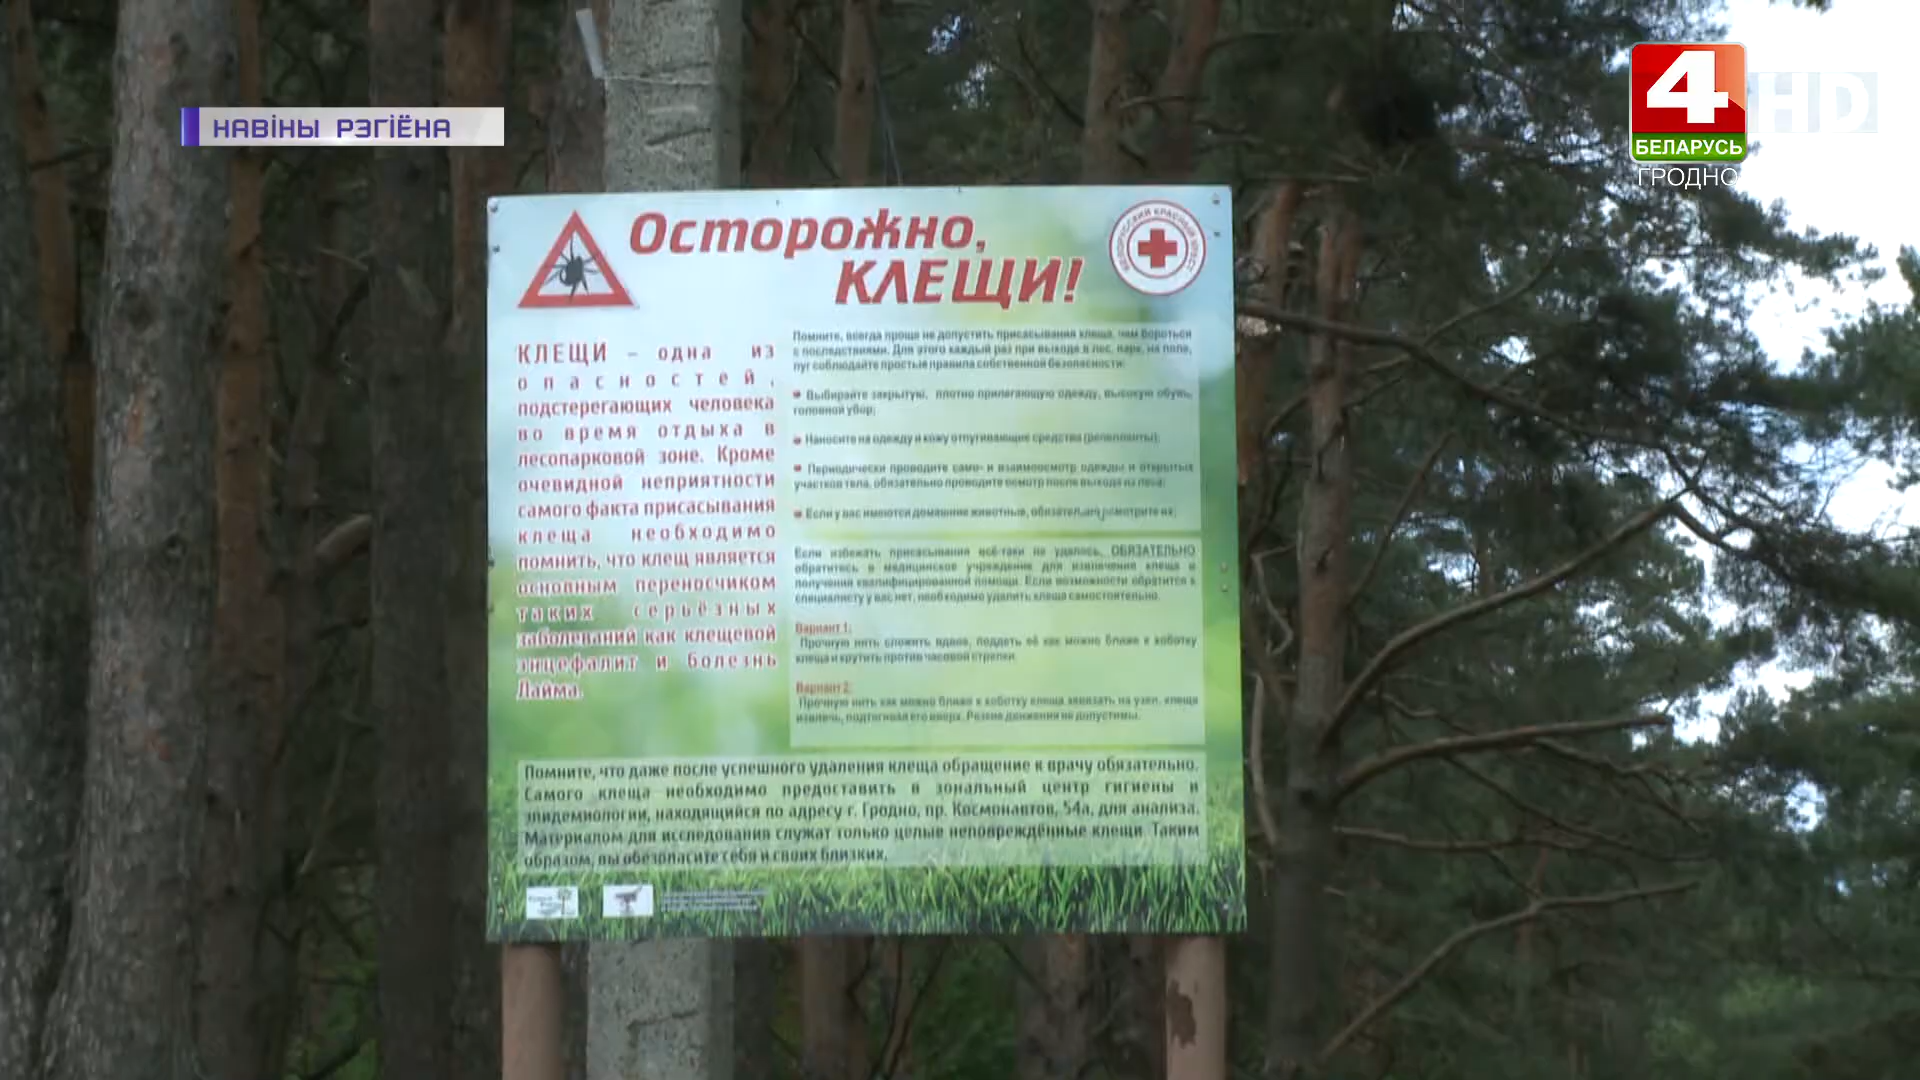 НАВІНЫ РЭГІЁНА
4 HD
БЕЛАРУСЬ
ГРОДНО
Осторожно,
КЛЕЩИ!
БЕЛОРУССКИЙ КРАСНЫЙ КРЕСТ
КЛЕЩИ – одна из
опасностей,
подстерегающих человека
во время отдыха в
лесопарковой зоне. Кроме
очевидной неприятности
самого факта присасывания
клеща необходимо
помнить, что клещ является
основным переносчиком
таких серьёзных
заболеваний как клещевой
энцефалит и болезнь
Лайма.
Помните, всегда проще не допустить присасывания клеща, чем бороться
с последствиями. Для этого каждый раз при выходе в лес, парк, на поле,
луг соблюдайте простые правила собственной безопасности:
Выбирайте закрытую, плотно прилегающую одежду, высокую обувь,
головной убор;
Наносите на одежду и кожу отпугивающие средства (репелленты);
Периодически проводите само- и взаимоосмотр одежды и открытых
участков тела, обязательно проводите осмотр после выхода из леса;
Если у вас имеются домашние животные, обязательно осмотрите их;
Если избежать присасывания всё-таки не удалось, ОБЯЗАТЕЛЬНО
обратитесь в медицинское учреждение для извлечения клеща и
получения квалифицированной помощи. Если возможности обратится к
специалисту у вас нет, необходимо удалить клеща самостоятельно.
Вариант 1:
Прочную нить сложить вдвое, поддеть её как можно ближе к хоботку
клеща и крутить против часовой стрелки.
Вариант 2:
Прочную нить как можно ближе к хоботку клеща завязать на узел, клеща
извлечь, подтягивая его вверх. Резкие движения не допустимы.
Помните, что даже после успешного удаления клеща обращение к врачу обязательно.
Самого клеща необходимо предоставить в зональный центр гигиены и
эпидемиологии, находящийся по адресу г. Гродно, пр. Космонавтов, 54а, для анализа.
Материалом для исследования служат только целые неповреждённые клещи. Таким
образом, вы обезопасите себя и своих близких.